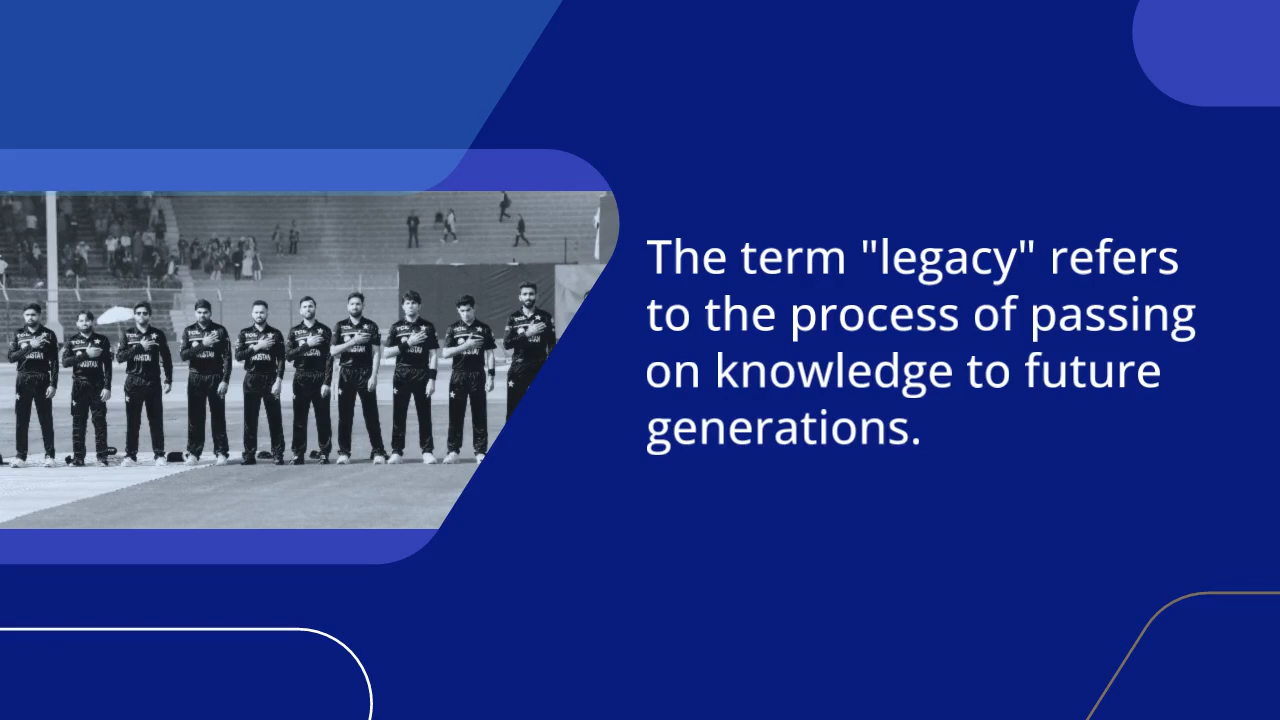 The term "legacy" refers
to the process of passing
on knowledge to future
generations.